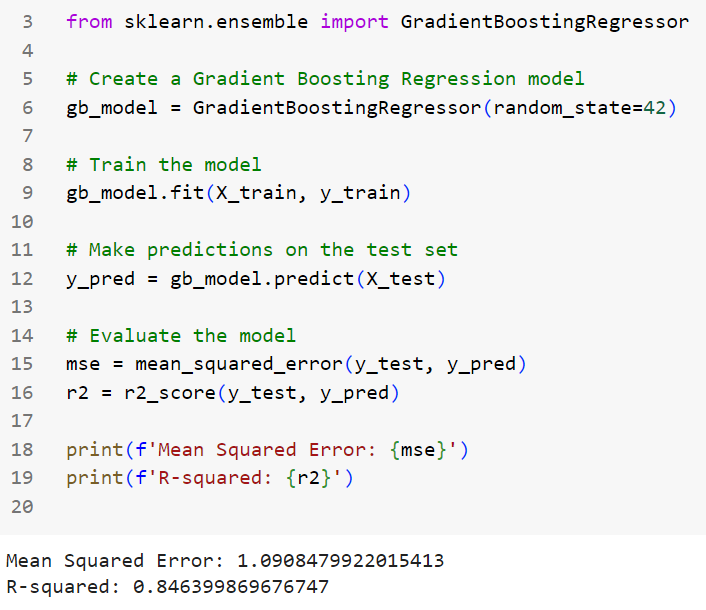 3 from sklearn.ensemble import GradientBoostingRegressor
4
5 # Create a Gradient Boosting Regression model
6 gb_model = GradientBoostingRegressor(random_state=42)
7
8 # Train the model
9 gb_model.fit(X_train, y_train)
10
11 # Make predictions on the test set
12 y_pred = gb_model.predict(X_test)
13
14 # Evaluate the model
15 mse = mean_squared_error(y_test, y_pred)
16 r2 = r2_score(y_test, y_pred)
17
18 print(f'Mean Squared Error: {mse}')
19 print(f'R-squared: {r2}')
20
Mean Squared Error: 1.0908479922015413
R-squared: 0.846399869676747